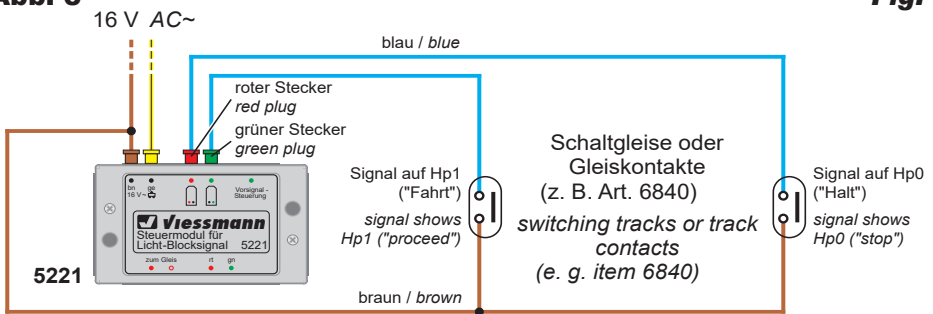 16 V AC~
blau / blue
roter Stecker
red plug
grüner Stecker
green plug
Schaltgleise oder
Gleiskontakte
(z. B. Art. 6840)
switching tracks or track
contacts
(e. g. item 6840)
Signal auf Hp1
("Fahrt")
signal shows
Hp1 ("proceed")
Signal auf Hp0
("Halt")
signal shows
Hp0 ("stop")
bn ge
16 V ~
Vorsignal -
Steuerung
Viessmann
Steuermodul für
Licht-Blocksignal 5221
zum Gleis rt gn
5221
braun / brown